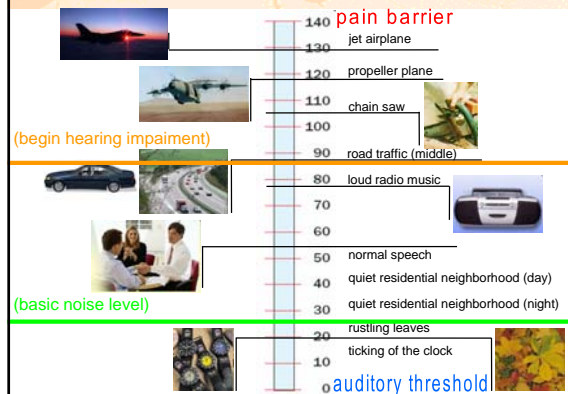 140 pain barrier
130 jet airplane
120 propeller plane
110 chain saw
100
(begin hearing impaiment)
90 road traffic (middle)
80 loud radio music
70
60
50 normal speech
40 quiet residential neighborhood (day)
(basic noise level)
30 quiet residential neighborhood (night)
20 rustling leaves
10 ticking of the clock
0 auditory threshold